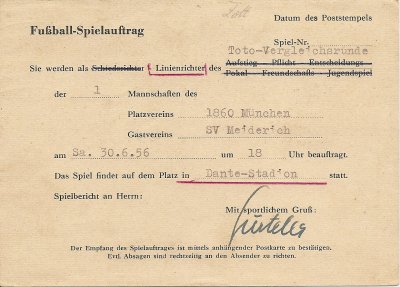 Datum des Poststempels
Fußball-Spielauftrag
Spiel-Nr.
Toto-Vergleichsrunde
Sie werden als Schiedsrichter Linienrichter des Aufstieg - Pflicht - Entscheidungs -
Pokal - Freundschafts - Jugendspiel
der 1 Mannschaften des
Platzvereins 1860 München
Gastvereins SV Meiderich
am Sa. 30.6.56 um 18 Uhr beauftragt.
Das Spiel findet auf dem Platz in Dante-Stadion statt.
Spielbericht an Herrn:
Mit sportlichem Gruß:
Der Empfang des Spielauftrages ist mittels anhängender Postkarte zu bestätigen.
Evtl. Absagen sind rechtzeitig an den Absender zu richten.